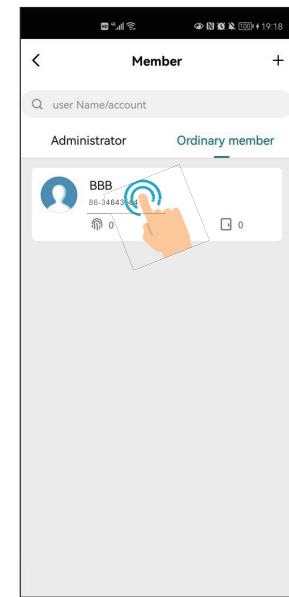 19:18
Member
user Name/account
Administrator
Ordinary member
BBB
0
0